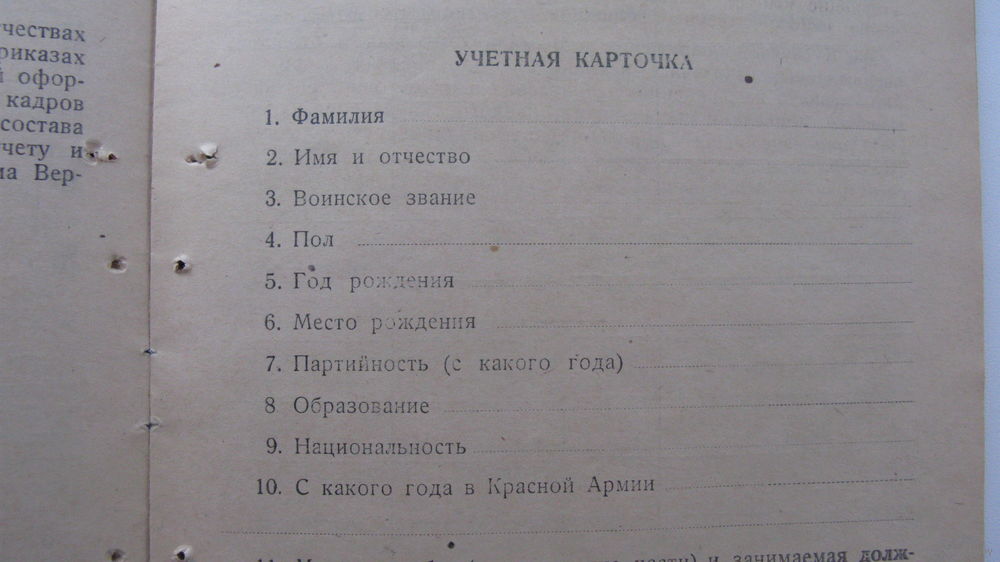 чествах
риказах
й офор-
кадров
состава
чету и
Вер-
УЧЕТНАЯ КАРТОЧКА
1. Фамилия
2. Имя и отчество
3. Воинское звание
4. Пол
5. Год рождения
6. Место рождения
7. Партийность (с какого года)
8 Образование
9. Национальность
10. С какого года в Красной Армии
и занимаемая долж-